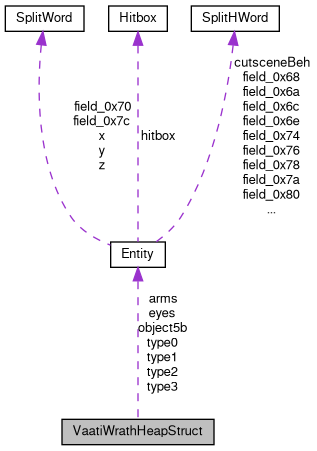 SplitWord
Hitbox
SplitHWord
field_0x70
field_0x7c
x
y
z
hitbox
cutsceneBeh
field_0x68
field_0x6a
field_0x6c
field_0x6e
field_0x74
field_0x76
field_0x78
field_0x7a
field_0x80
...
Entity
arms
eyes
object5b
type0
type1
type2
type3
VaatiWrathHeapStruct